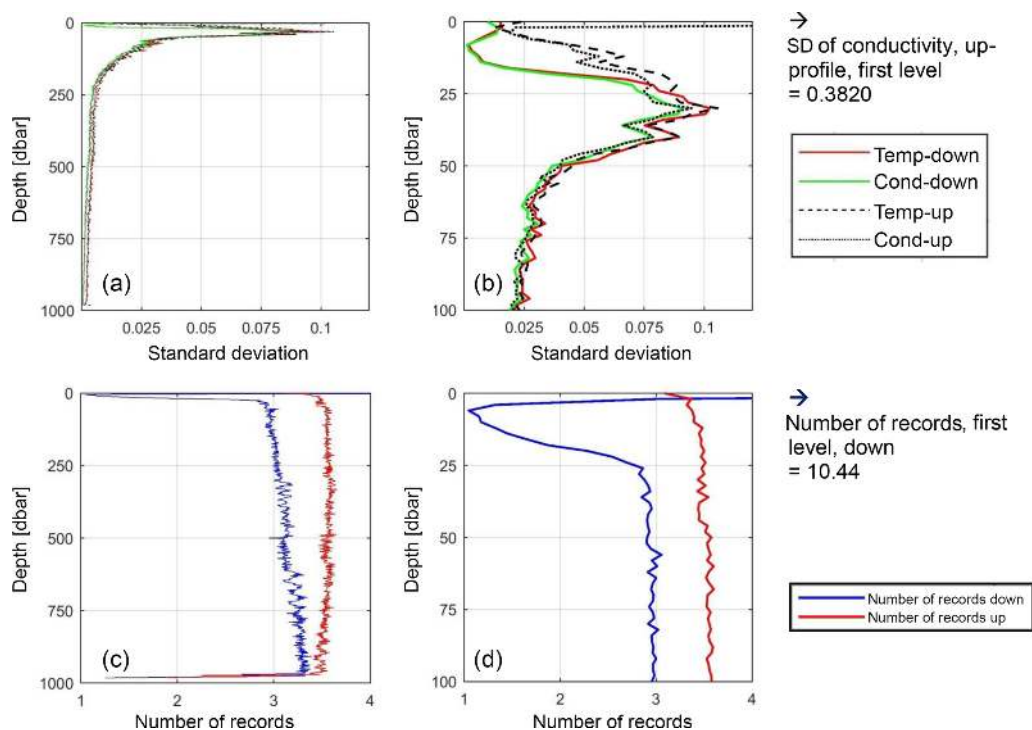 0
250
500
750
1000
Depth [dbar]
(a)
0.025
0.05
0.075
0.1
Standard deviation
0
25
50
75
100
Depth [dbar]
(b)
0.025
0.05
0.075
0.1
Standard deviation
→
SD of conductivity, up-
profile, first level
= 0.3820
Temp-down
Cond-down
Temp-up
Cond-up
0
250
500
750
1000
Depth [dbar]
(c)
1
2
3
4
Number of records
0
25
50
75
100
Depth [dbar]
(d)
1
2
3
4
Number of records
→
Number of records, first
level, down
= 10.44
Number of records down
Number of records up